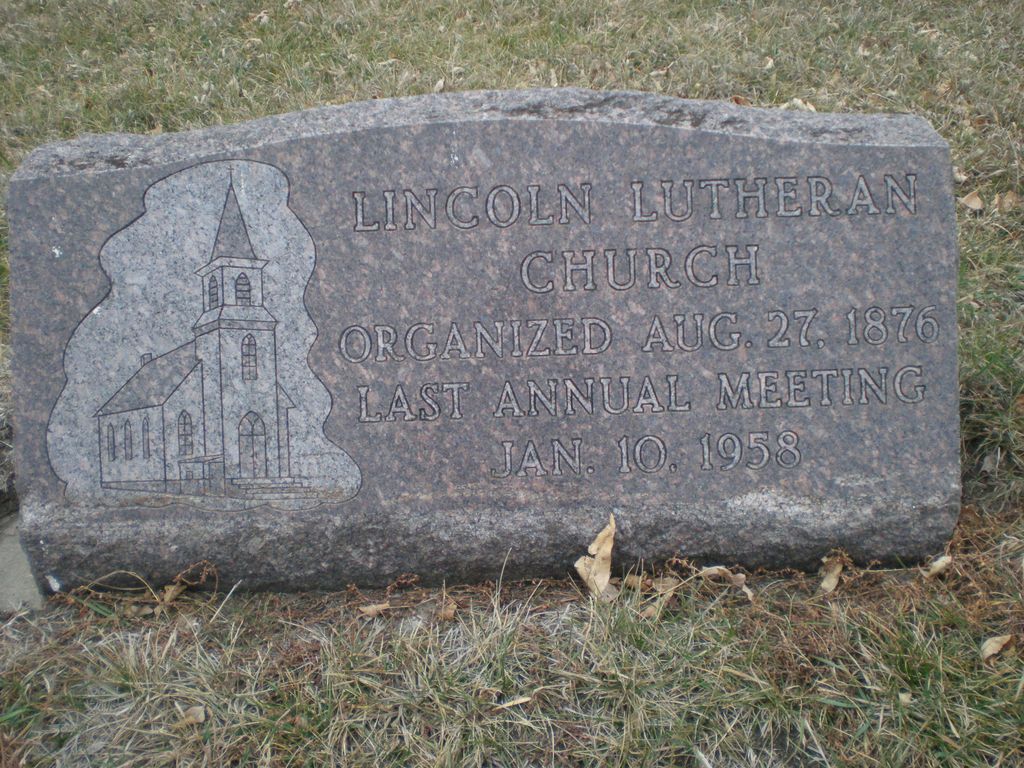 LINCOLN LUTHERAN
CHURCH
ORGANIZED AUG. 27, 1876
LAST ANNUAL MEETING
JAN. 10, 1958